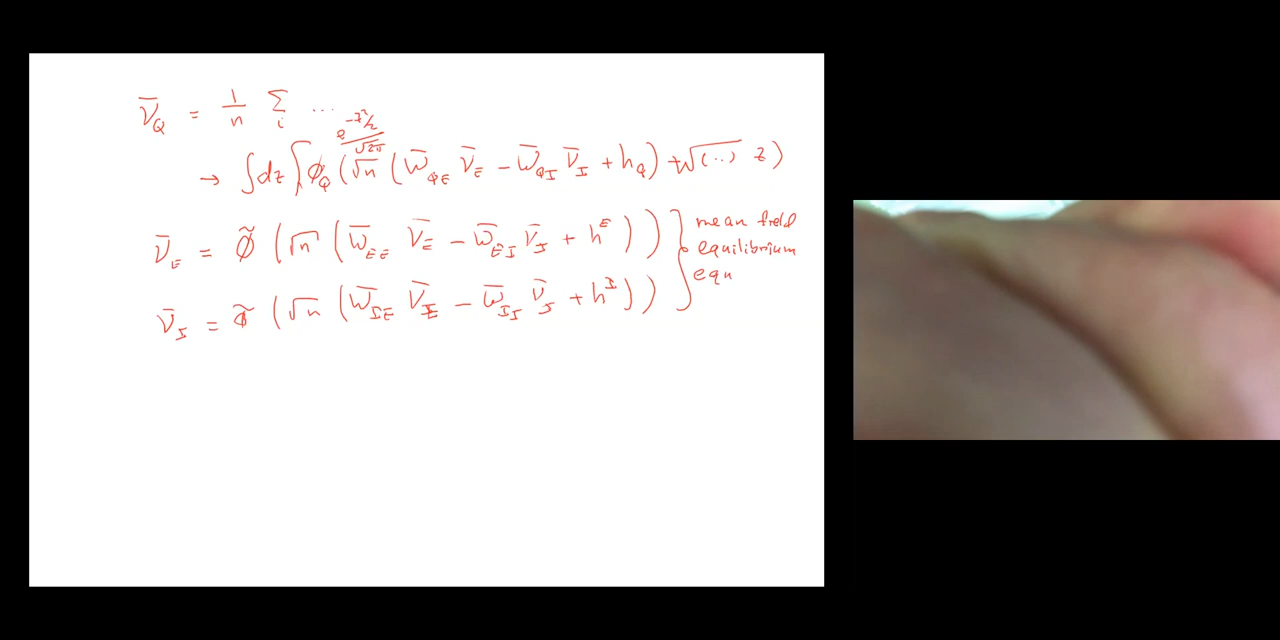 ν̄_Q = 1/n Σ_i ...
→ ∫dz e^{-z²/2}/√2π ϕ_Q (√n (w̄_QE ν̄_E − w̄_QI ν̄_I + h_Q) + √(...) z)
ν̄_E = ϕ̃ (√n (w̄_EE ν̄_E − w̄_EI ν̄_I + h^E)) } mean field
equilibrium
eqn
ν̄_I = ϕ̃ (√n (w̄_IE ν̄_E − w̄_II ν̄_I + h^I))